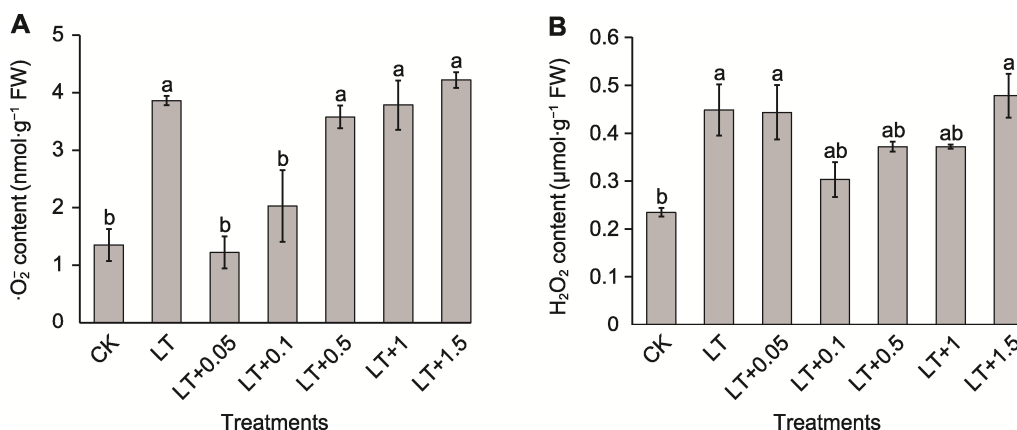 A
·O₂⁻ content (nmol·g⁻¹ FW)
5
4
3
2
1
0
b
a
b
b
a
a
a
CK
LT
LT+0.05
LT+0.1
LT+0.5
LT+1
LT+1.5
Treatments
B
H₂O₂ content (μmol·g⁻¹ FW)
0.6
0.5
0.4
0.3
0.2
0.1
0
b
a
a
ab
ab
ab
a
CK
LT
LT+0.05
LT+0.1
LT+0.5
LT+1
LT+1.5
Treatments